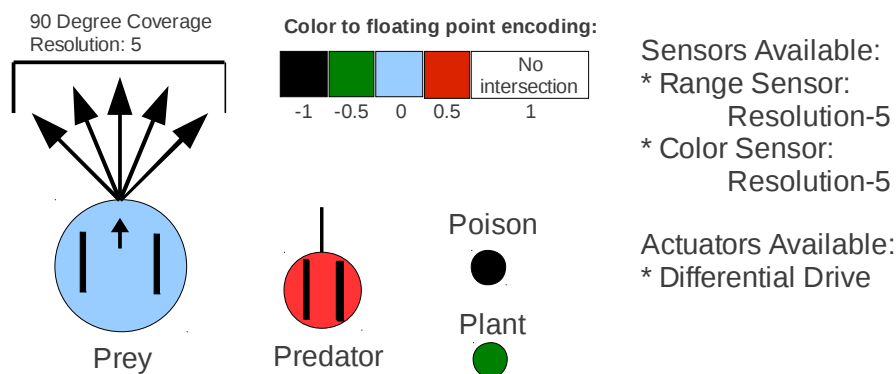 90 Degree Coverage
Resolution: 5
Color to floating point encoding:
No
intersection
-1 -0.5 0 0.5 1
Sensors Available:
* Range Sensor:
Resolution-5
* Color Sensor:
Resolution-5
Actuators Available:
* Differential Drive
Poison
Plant
Prey
Predator